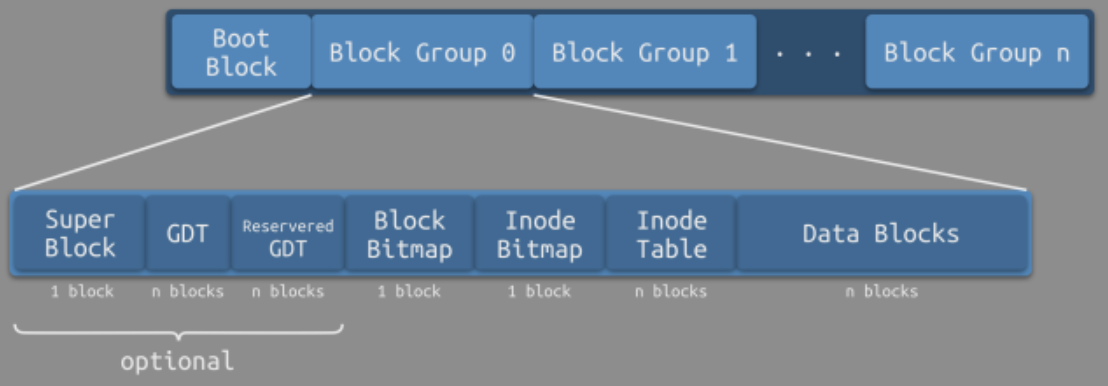 Boot
Block
Block Group 0
Block Group 1
. . .
Block Group n
Super
Block
GDT
Reservered
GDT
Block
Bitmap
Inode
Bitmap
Inode
Table
Data Blocks
1 block
n blocks
n blocks
1 block
1 block
n blocks
n blocks
optional